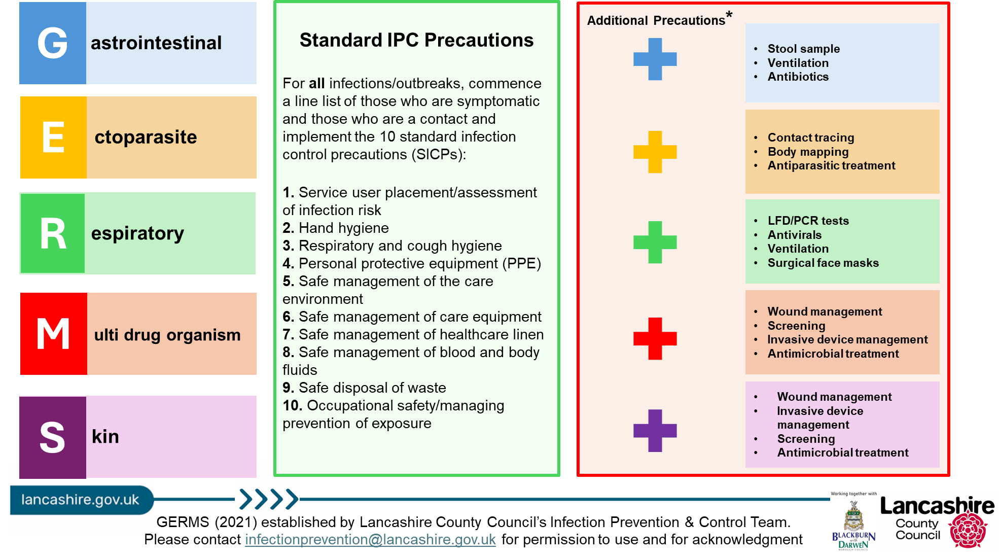 G astrointestinal
E ctoparasite
R espiratory
M ulti drug organism
S kin
Standard IPC Precautions
For all infections/outbreaks, commence
a line list of those who are symptomatic
and those who are a contact and
implement the 10 standard infection
control precautions (SICPs):
1. Service user placement/assessment
of infection risk
2. Hand hygiene
3. Respiratory and cough hygiene
4. Personal protective equipment (PPE)
5. Safe management of the care
environment
6. Safe management of care equipment
7. Safe management of healthcare linen
8. Safe management of blood and body
fluids
9. Safe disposal of waste
10. Occupational safety/managing
prevention of exposure
Additional Precautions*
• Stool sample
• Ventilation
• Antibiotics
• Contact tracing
• Body mapping
• Antiparasitic treatment
• LFD/PCR tests
• Antivirals
• Ventilation
• Surgical face masks
• Wound management
• Screening
• Invasive device management
• Antimicrobial treatment
• Wound management
• Invasive device
management
• Screening
• Antimicrobial treatment
lancashire.gov.uk
GERMS (2021) established by Lancashire County Council's Infection Prevention & Control Team.
Please contact infectionprevention@lancashire.gov.uk for permission to use and for acknowledgment
Working together with
BLACKBURN
with
DARWEN
BOROUGH COUNCIL
Lancashire
County
Council